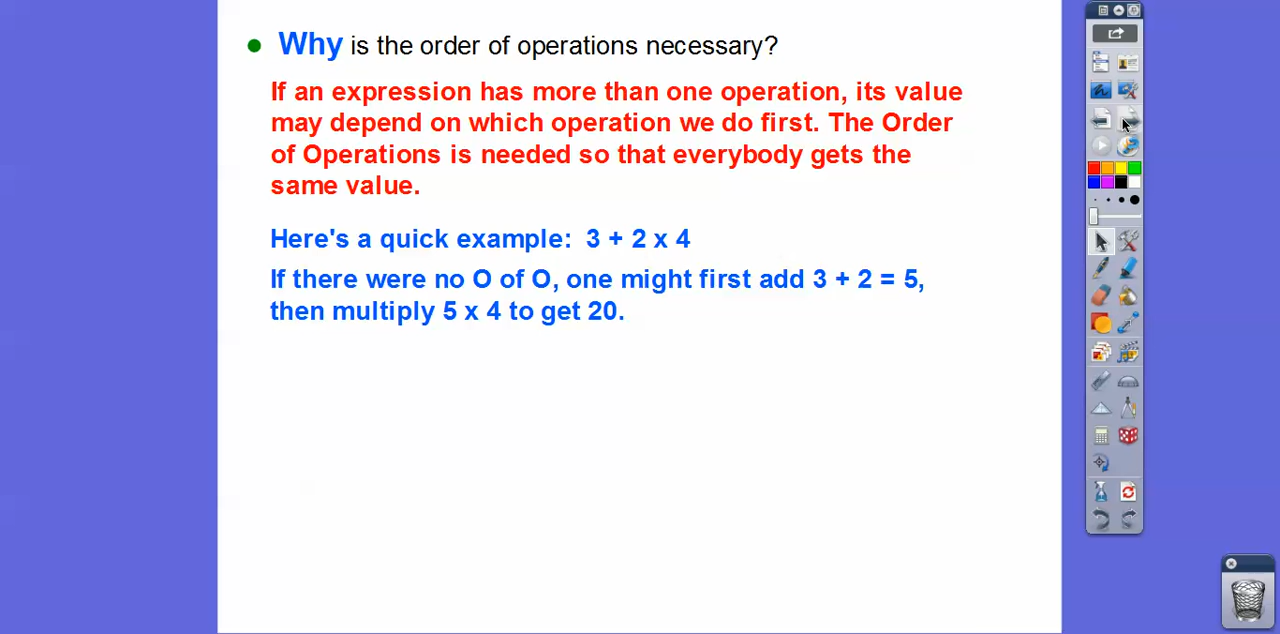 Why is the order of operations necessary?
If an expression has more than one operation, its value
may depend on which operation we do first. The Order
of Operations is needed so that everybody gets the
same value.
Here's a quick example: 3 + 2 x 4
If there were no O of O, one might first add 3 + 2 = 5,
then multiply 5 x 4 to get 20.